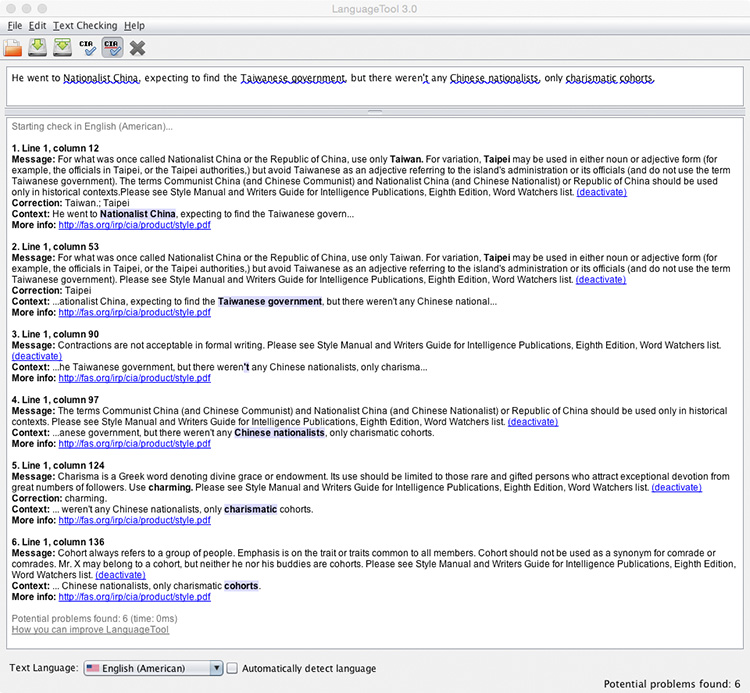 LanguageTool 3.0
File Edit Text Checking Help
CIA CIA
He went to Nationalist China, expecting to find the Taiwanese government, but there weren't any Chinese nationalists, only charismatic cohorts.
Starting check in English (American)...
1. Line 1, column 12
Message: For what was once called Nationalist China or the Republic of China, use only Taiwan. For variation, Taipei may be used in either noun or adjective form (for
example, the officials in Taipei, or the Taipei authorities,) but avoid Taiwanese as an adjective referring to the island's administration or its officials (and do not use the term
Taiwanese government). The terms Communist China (and Chinese Communist) and Nationalist China (and Chinese Nationalist) or Republic of China should be used
only in historical contexts.Please see Style Manual and Writers Guide for Intelligence Publications, Eighth Edition, Word Watchers list. (deactivate)
Correction: Taiwan.; Taipei
Context: He went to Nationalist China, expecting to find the Taiwanese govern...
More info: http://fas.org/irp/cia/product/style.pdf
2. Line 1, column 53
Message: For what was once called Nationalist China or the Republic of China, use only Taiwan. For variation, Taipei may be used in either noun or adjective form (for
example, the officials in Taipei, or the Taipei authorities,) but avoid Taiwanese as an adjective referring to the island's administration or its officials (and do not use the term
Taiwanese government). Please see Style Manual and Writers Guide for Intelligence Publications, Eighth Edition, Word Watchers list. (deactivate)
Correction: Taipei
Context: ...ationalist China, expecting to find the Taiwanese government, but there weren't any Chinese national...
More info: http://fas.org/irp/cia/product/style.pdf
3. Line 1, column 90
Message: Contractions are not acceptable in formal writing. Please see Style Manual and Writers Guide for Intelligence Publications, Eighth Edition, Word Watchers list.
(deactivate)
Context: ...he Taiwanese government, but there weren't any Chinese nationalists, only charisma...
More info: http://fas.org/irp/cia/product/style.pdf
4. Line 1, column 97
Message: The terms Communist China (and Chinese Communist) and Nationalist China (and Chinese Nationalist) or Republic of China should be used only in historical
contexts. Please see Style Manual and Writers Guide for Intelligence Publications, Eighth Edition, Word Watchers list. (deactivate)
Context: ...anese government, but there weren't any Chinese nationalists, only charismatic cohorts.
More info: http://fas.org/irp/cia/product/style.pdf
5. Line 1, column 124
Message: Charisma is a Greek word denoting divine grace or endowment. Its use should be limited to those rare and gifted persons who attract exceptional devotion from
great numbers of followers. Use charming. Please see Style Manual and Writers Guide for Intelligence Publications, Eighth Edition, Word Watchers list. (deactivate)
Correction: charming.
Context: ... weren't any Chinese nationalists, only charismatic cohorts.
More info: http://fas.org/irp/cia/product/style.pdf
6. Line 1, column 136
Message: Cohort always refers to a group of people. Emphasis is on the trait or traits common to all members. Cohort should not be used as a synonym for comrade or
comrades. Mr. X may belong to a cohort, but neither he nor his buddies are cohorts. Please see Style Manual and Writers Guide for Intelligence Publications, Eighth Edition,
Word Watchers list. (deactivate)
Context: ... Chinese nationalists, only charismatic cohorts.
More info: http://fas.org/irp/cia/product/style.pdf
Potential problems found: 6 (time: 0ms)
How you can improve LanguageTool
Text Language: English (American) Automatically detect language
Potential problems found: 6